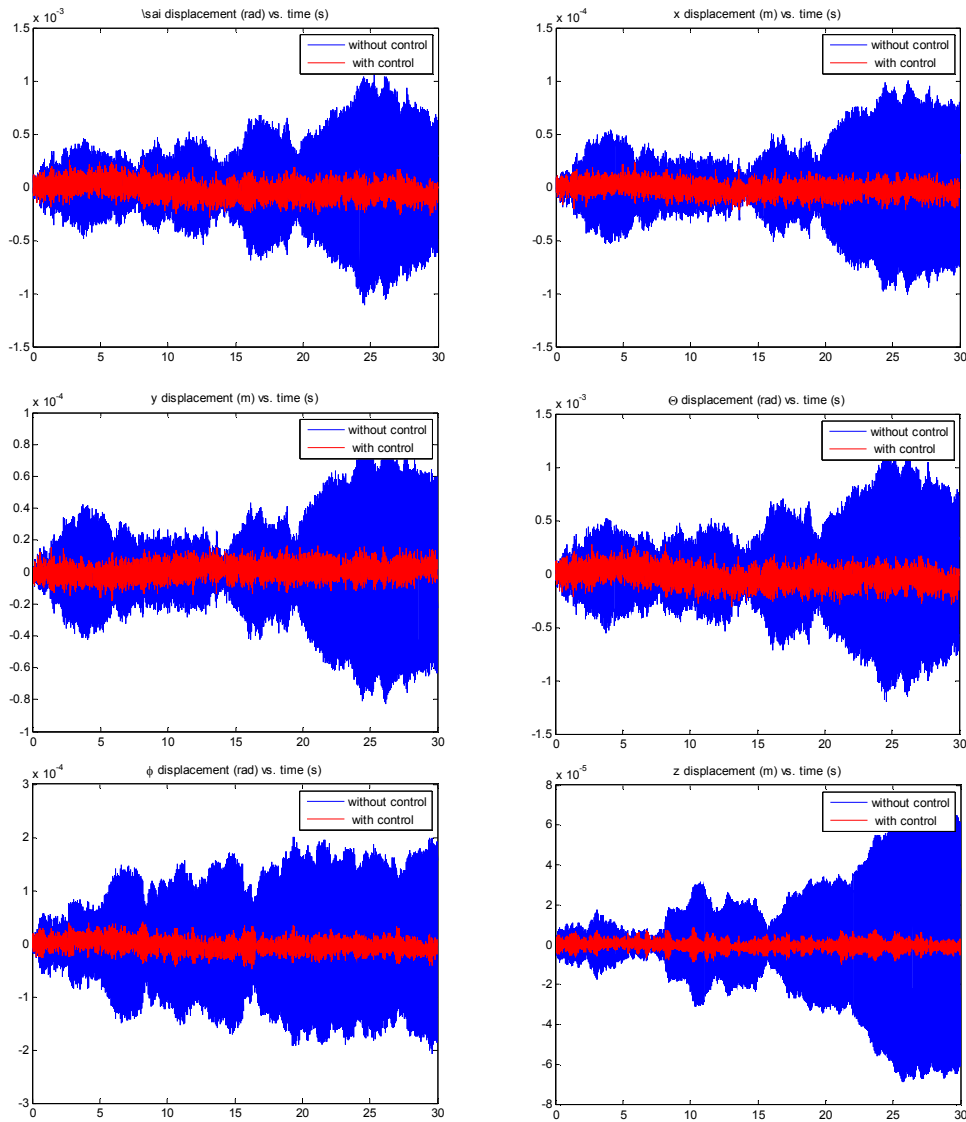 \sai displacement (rad) vs. time (s)
x 10^-3
without control
with control
1.5
1
0.5
0
-0.5
-1
-1.5
0 5 10 15 20 25 30
x displacement (m) vs. time (s)
x 10^-4
without control
with control
1.5
1
0.5
0
-0.5
-1
-1.5
0 5 10 15 20 25 30
y displacement (m) vs. time (s)
x 10^-4
without control
with control
1
0.8
0.6
0.4
0.2
0
-0.2
-0.4
-0.6
-0.8
-1
0 5 10 15 20 25 30
Θ displacement (rad) vs. time (s)
x 10^-3
without control
with control
1.5
1
0.5
0
-0.5
-1
-1.5
0 5 10 15 20 25 30
ϕ displacement (rad) vs. time (s)
x 10^-4
without control
with control
3
2
1
0
-1
-2
-3
0 5 10 15 20 25 30
z displacement (m) vs. time (s)
x 10^-5
without control
with control
8
6
4
2
0
-2
-4
-6
-8
0 5 10 15 20 25 30